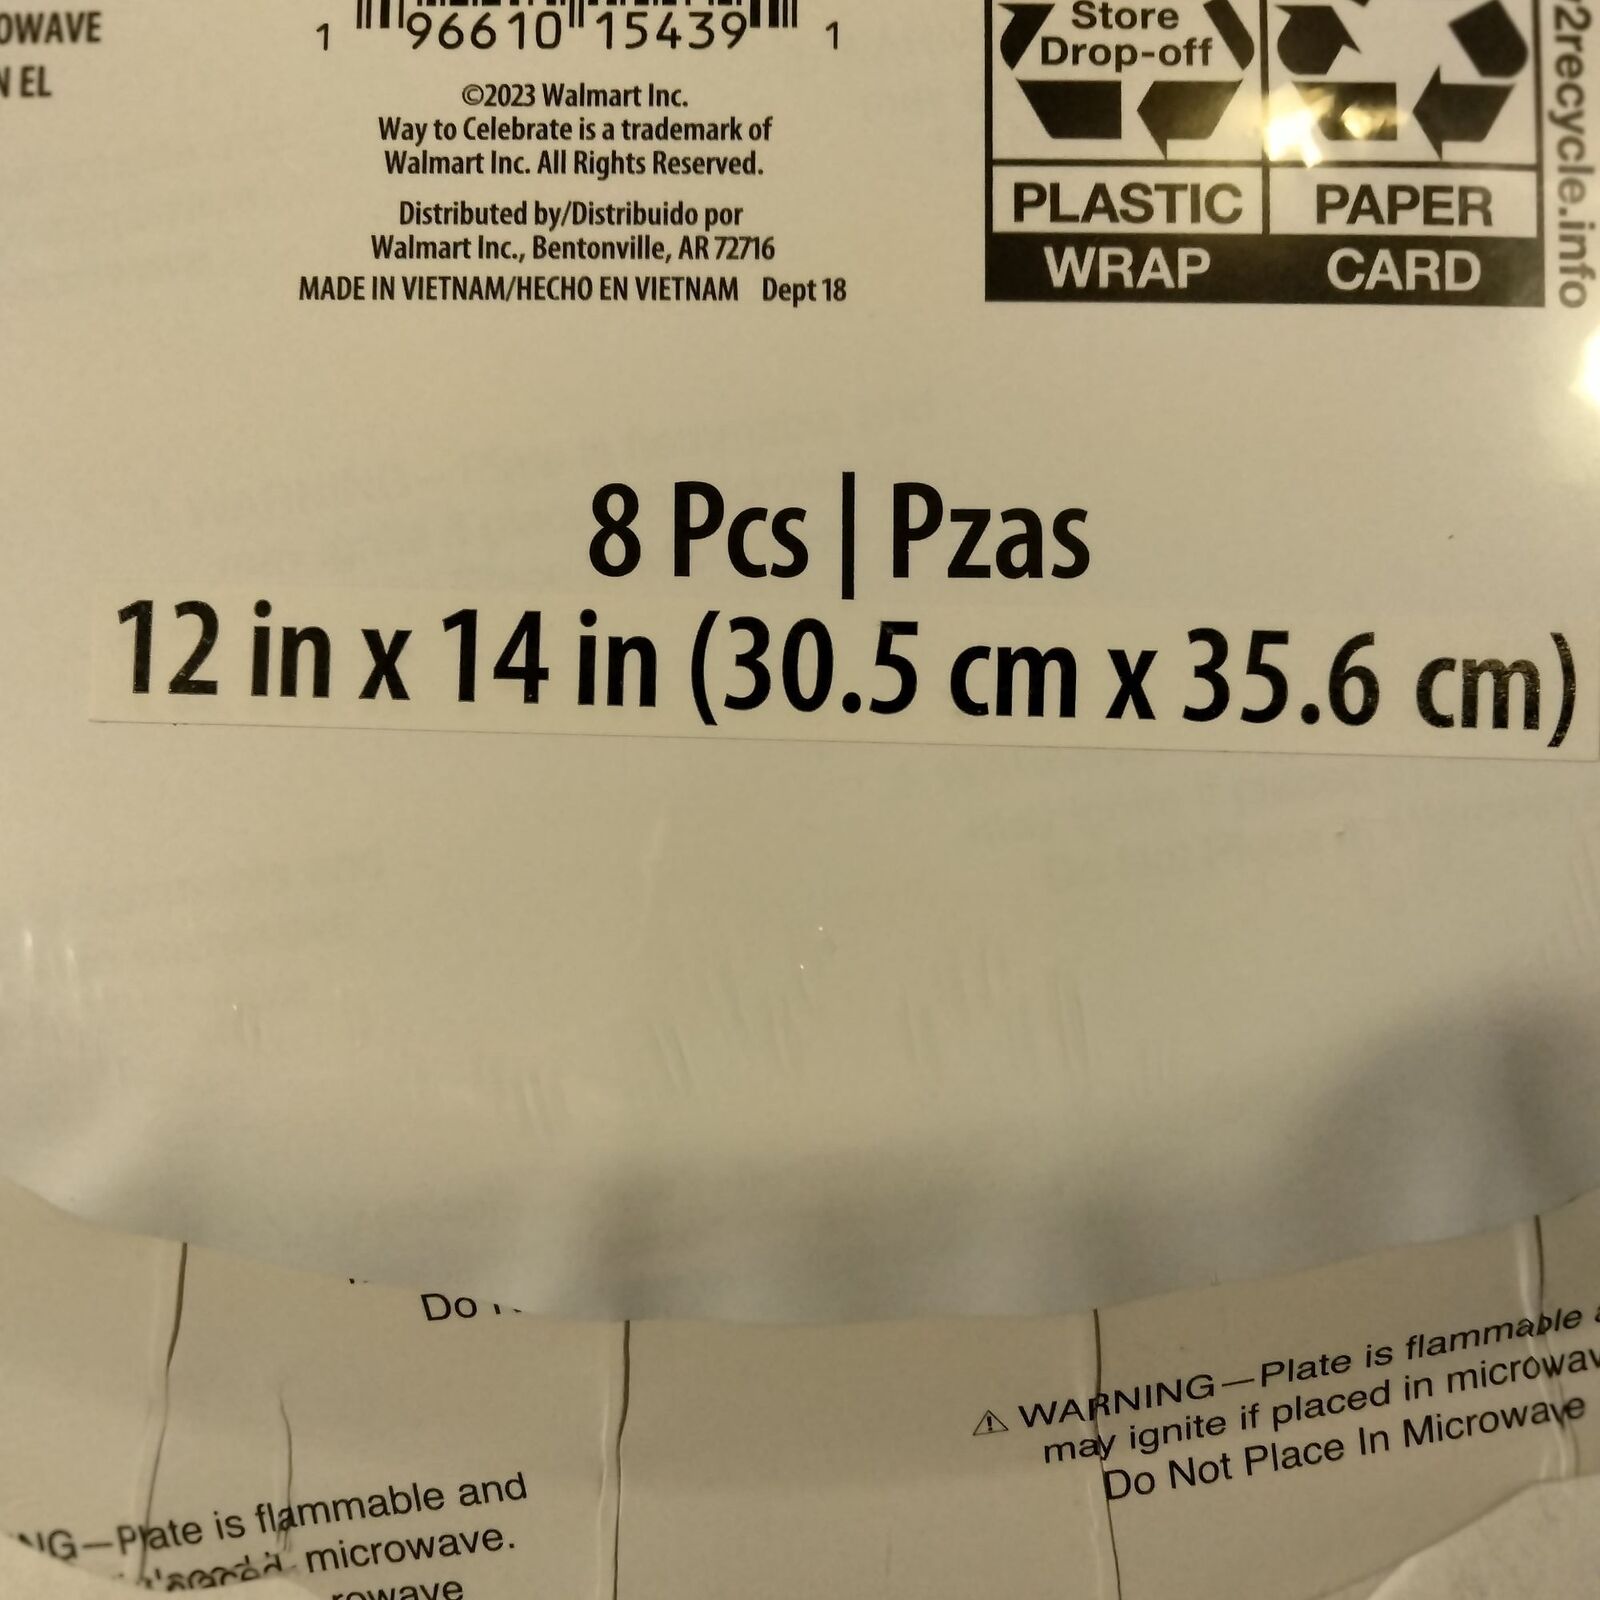 OWAVE
N EL
1 96610 15439 1
©2023 Walmart Inc.
Way to Celebrate is a trademark of
Walmart Inc. All Rights Reserved.
Distributed by/Distribuido por
Walmart Inc., Bentonville, AR 72716
MADE IN VIETNAM/HECHO EN VIETNAM Dept 18
Store
Drop-off
PLASTIC
WRAP
PAPER
CARD
2recycle.info
8 Pcs | Pzas
12 in x 14 in (30.5 cm x 35.6 cm)
Do
⚠ WARNING—Plate is flammable
may ignite if placed in microwav
Do Not Place In Microwave
NG—Plate is flammable and
microwave.
rowave